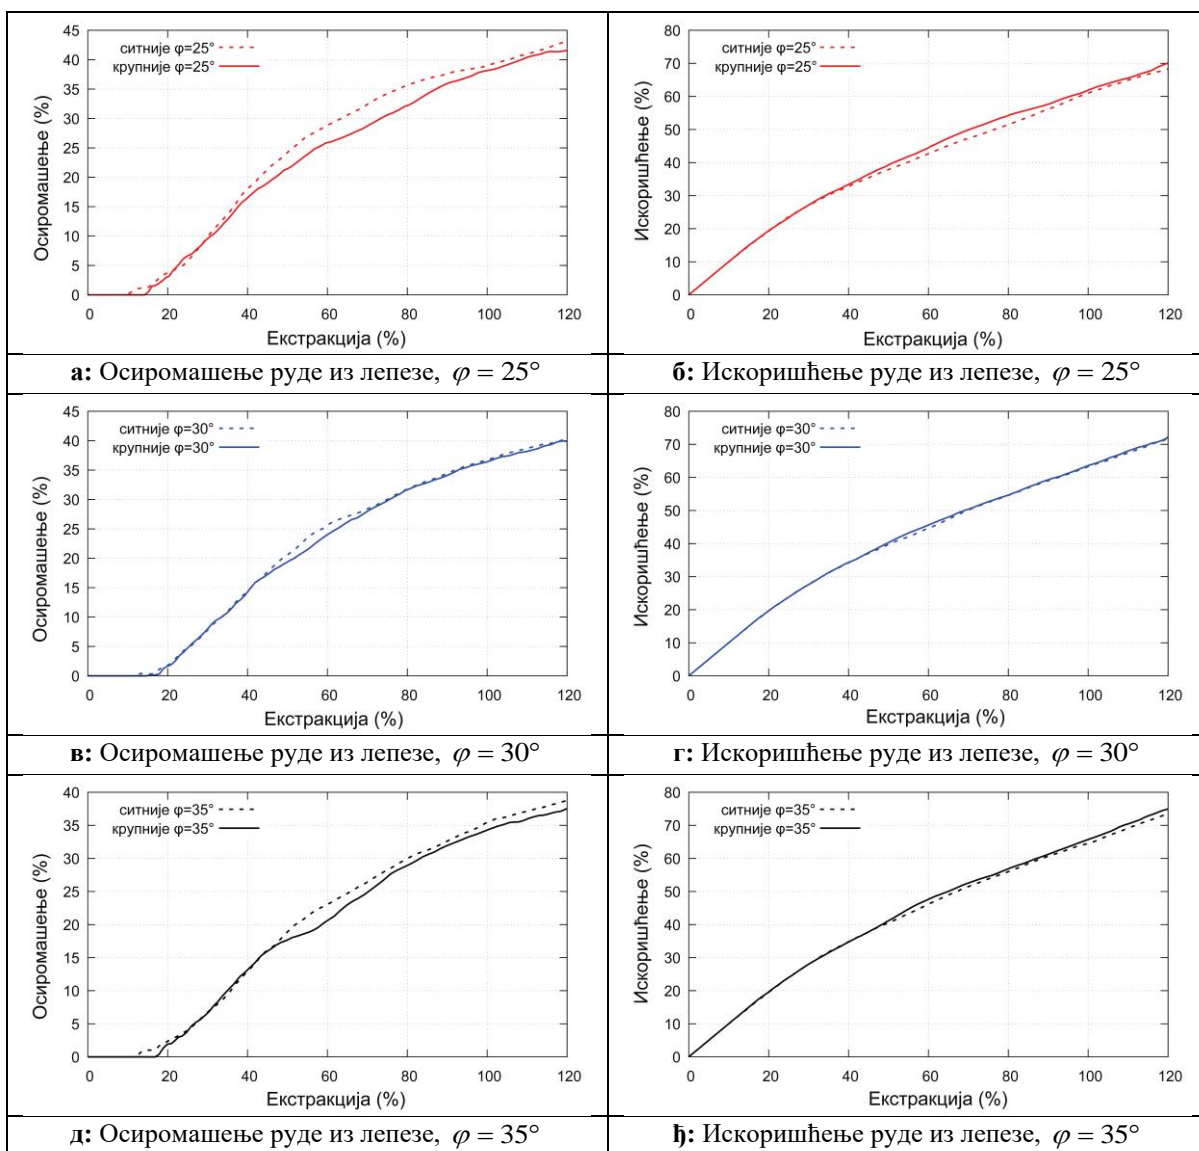 45
40
35
30
25
20
15
10
5
0
Осиромашење (%)
ситније φ=25°
крупније φ=25°
0 20 40 60 80 100 120
Екстракција (%)
80
70
60
50
40
30
20
10
0
Искоришћење (%)
ситније φ=25°
крупније φ=25°
0 20 40 60 80 100 120
Екстракција (%)
а: Осиромашење руде из лепезе, φ = 25°
б: Искоришћење руде из лепезе, φ = 25°
45
40
35
30
25
20
15
10
5
0
Осиромашење (%)
ситније φ=30°
крупније φ=30°
0 20 40 60 80 100 120
Екстракција (%)
80
70
60
50
40
30
20
10
0
Искоришћење (%)
ситније φ=30°
крупније φ=30°
0 20 40 60 80 100 120
Екстракција (%)
в: Осиромашење руде из лепезе, φ = 30°
г: Искоришћење руде из лепезе, φ = 30°
40
35
30
25
20
15
10
5
0
Осиромашење (%)
ситније φ=35°
крупније φ=35°
0 20 40 60 80 100 120
Екстракција (%)
80
70
60
50
40
30
20
10
0
Искоришћење (%)
ситније φ=35°
крупније φ=35°
0 20 40 60 80 100 120
Екстракција (%)
д: Осиромашење руде из лепезе, φ = 35°
ђ: Искоришћење руде из лепезе, φ = 35°